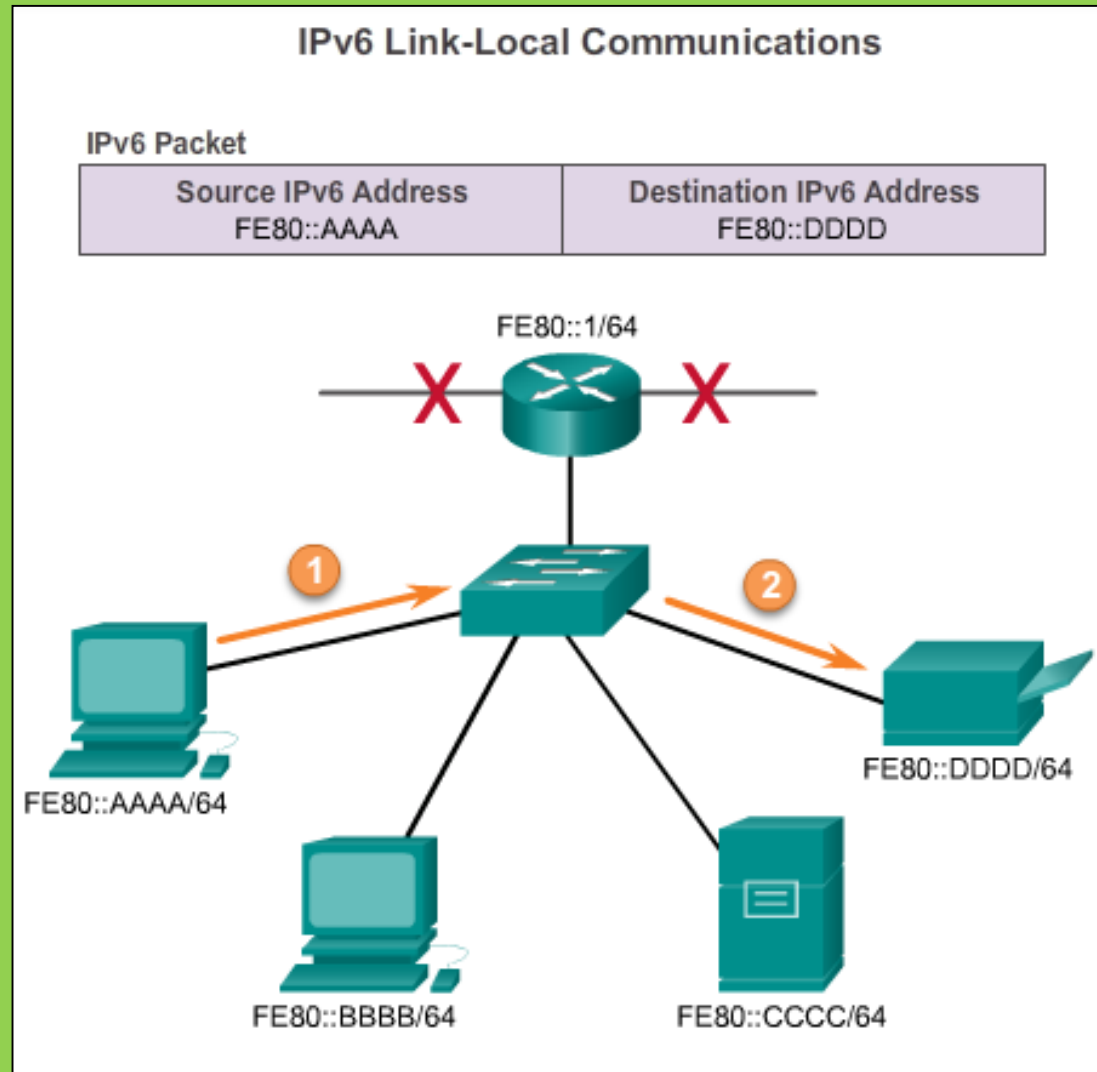 IPv6 Link-Local Communications
IPv6 Packet
Source IPv6 Address
FE80::AAAA
Destination IPv6 Address
FE80::DDDD
FE80::1/64
X
X
1
2
FE80::AAAA/64
FE80::DDDD/64
FE80::BBBB/64
FE80::CCCC/64